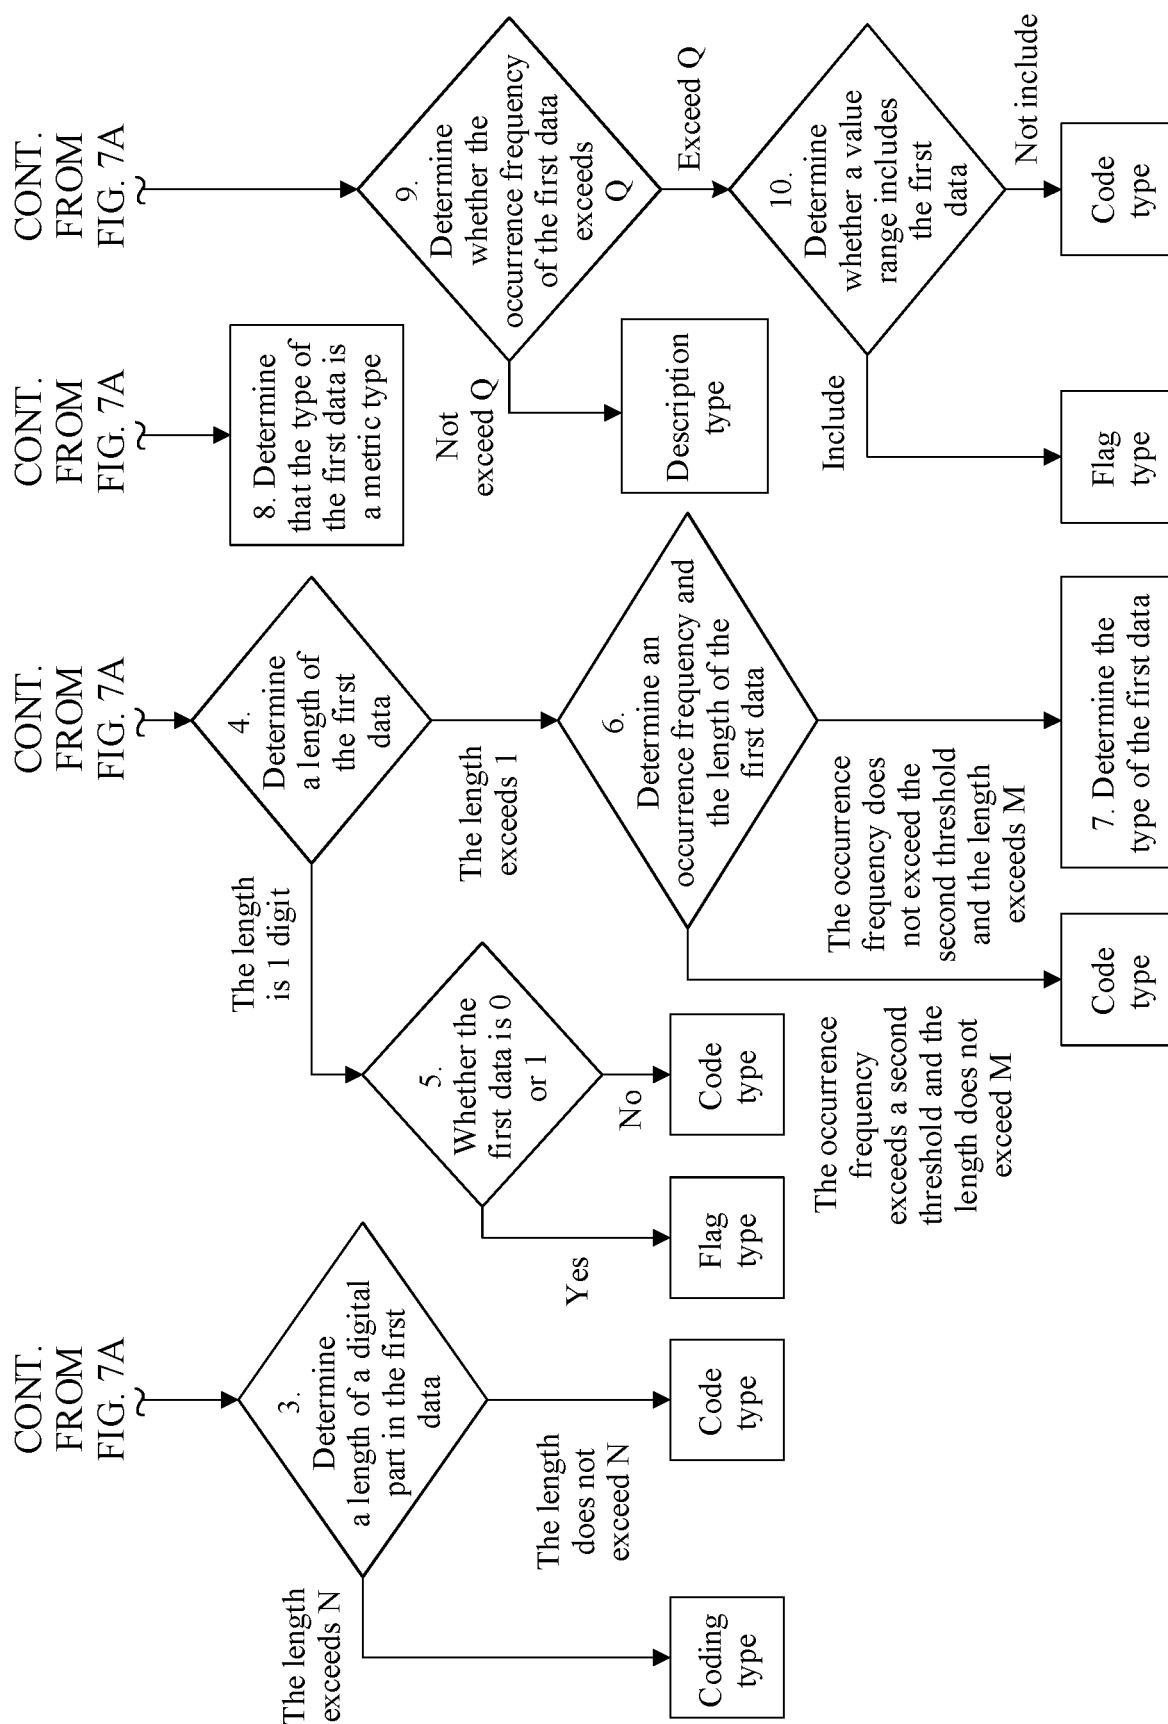 CONT.
FROM
FIG. 7A
CONT.
FROM
FIG. 7A
CONT.
FROM
FIG. 7A
CONT.
FROM
FIG. 7A
3.
Determine
a length of a digital
part in the first
data
The length
exceeds N
The length
does not
exceed N
Coding
type
Code
type
4.
Determine
a length of
the first
data
The length
is 1 digit
The length
exceeds 1
5.
Whether the
first data is 0
or 1
Yes
No
Flag
type
Code
type
6.
Determine an
occurrence frequency and
the length of the
first data
The occurrence
frequency
exceeds a second
threshold and the
length does not
exceed M
The occurrence
frequency does
not exceed the
second threshold
and the length
exceeds M
Code
type
7. Determine the
type of the first data
8. Determine
that the type of
the first data is
a metric type
9.
Determine
whether the
occurrence frequency
of the first data
exceeds
Q
Not
exceed Q
Exceed Q
Description
type
10.
Determine
whether a value
range includes
the first
data
Include
Not include
Flag
type
Code
type